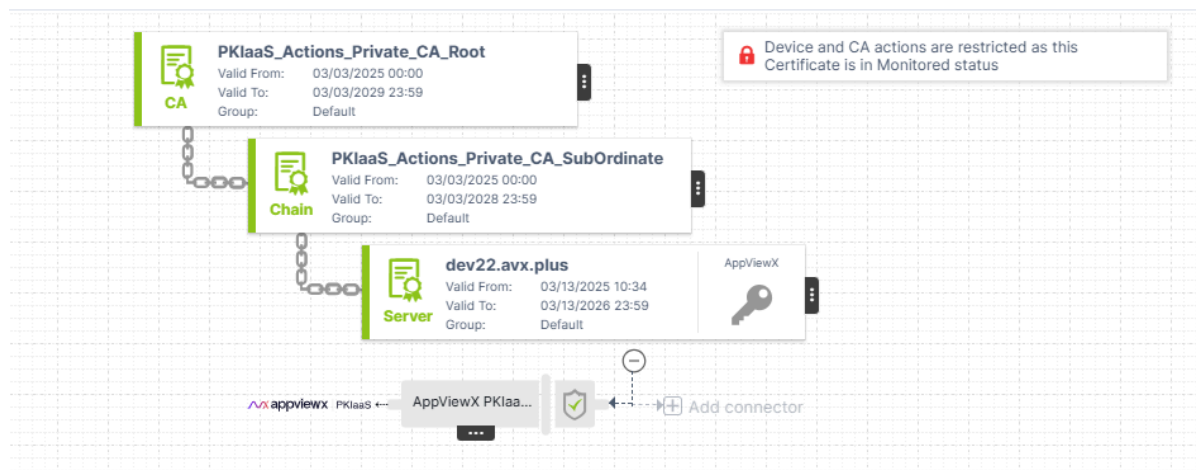 PKIaaS_Actions_Private_CA_Root
Valid From: 03/03/2025 00:00
Valid To: 03/03/2029 23:59
Group: Default
CA
Device and CA actions are restricted as this
Certificate is in Monitored status
PKIaaS_Actions_Private_CA_SubOrdinate
Valid From: 03/03/2025 00:00
Valid To: 03/03/2028 23:59
Group: Default
Chain
dev22.avx.plus
Valid From: 03/13/2025 10:34
Valid To: 03/13/2026 23:59
Group: Default
Server
AppViewX
appviewx PKIaaS
AppViewX PKIaa...
Add connector